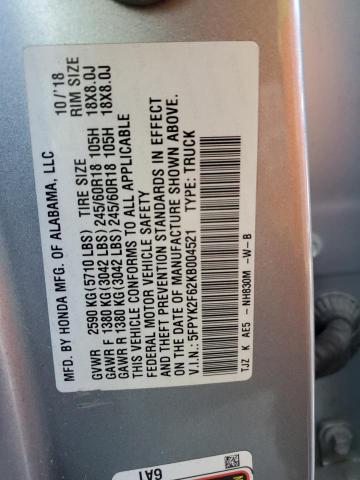 MFD. BY HONDA MFG. OF ALABAMA, LLC 10/'18
GVWR 2590 KG(5710 LBS) TIRE SIZE RIM SIZE
GAWR F 1380 KG(3042 LBS)245/60R18 105H 18X8.0J
GAWR R 1380 KG(3042 LBS)245/60R18 105H 18X8.0J
THIS VEHICLE CONFORMS TO ALL APPLICABLE
FEDERAL MOTOR VEHICLE SAFETY
AND THEFT PREVENTION STANDARDS IN EFFECT
ON THE DATE OF MANUFACTURE SHOWN ABOVE.
V.I.N.: 5FPYK2F62KB004521 TYPE: TRUCK
TJZ K AE5 -NH830M -W-B
6A1